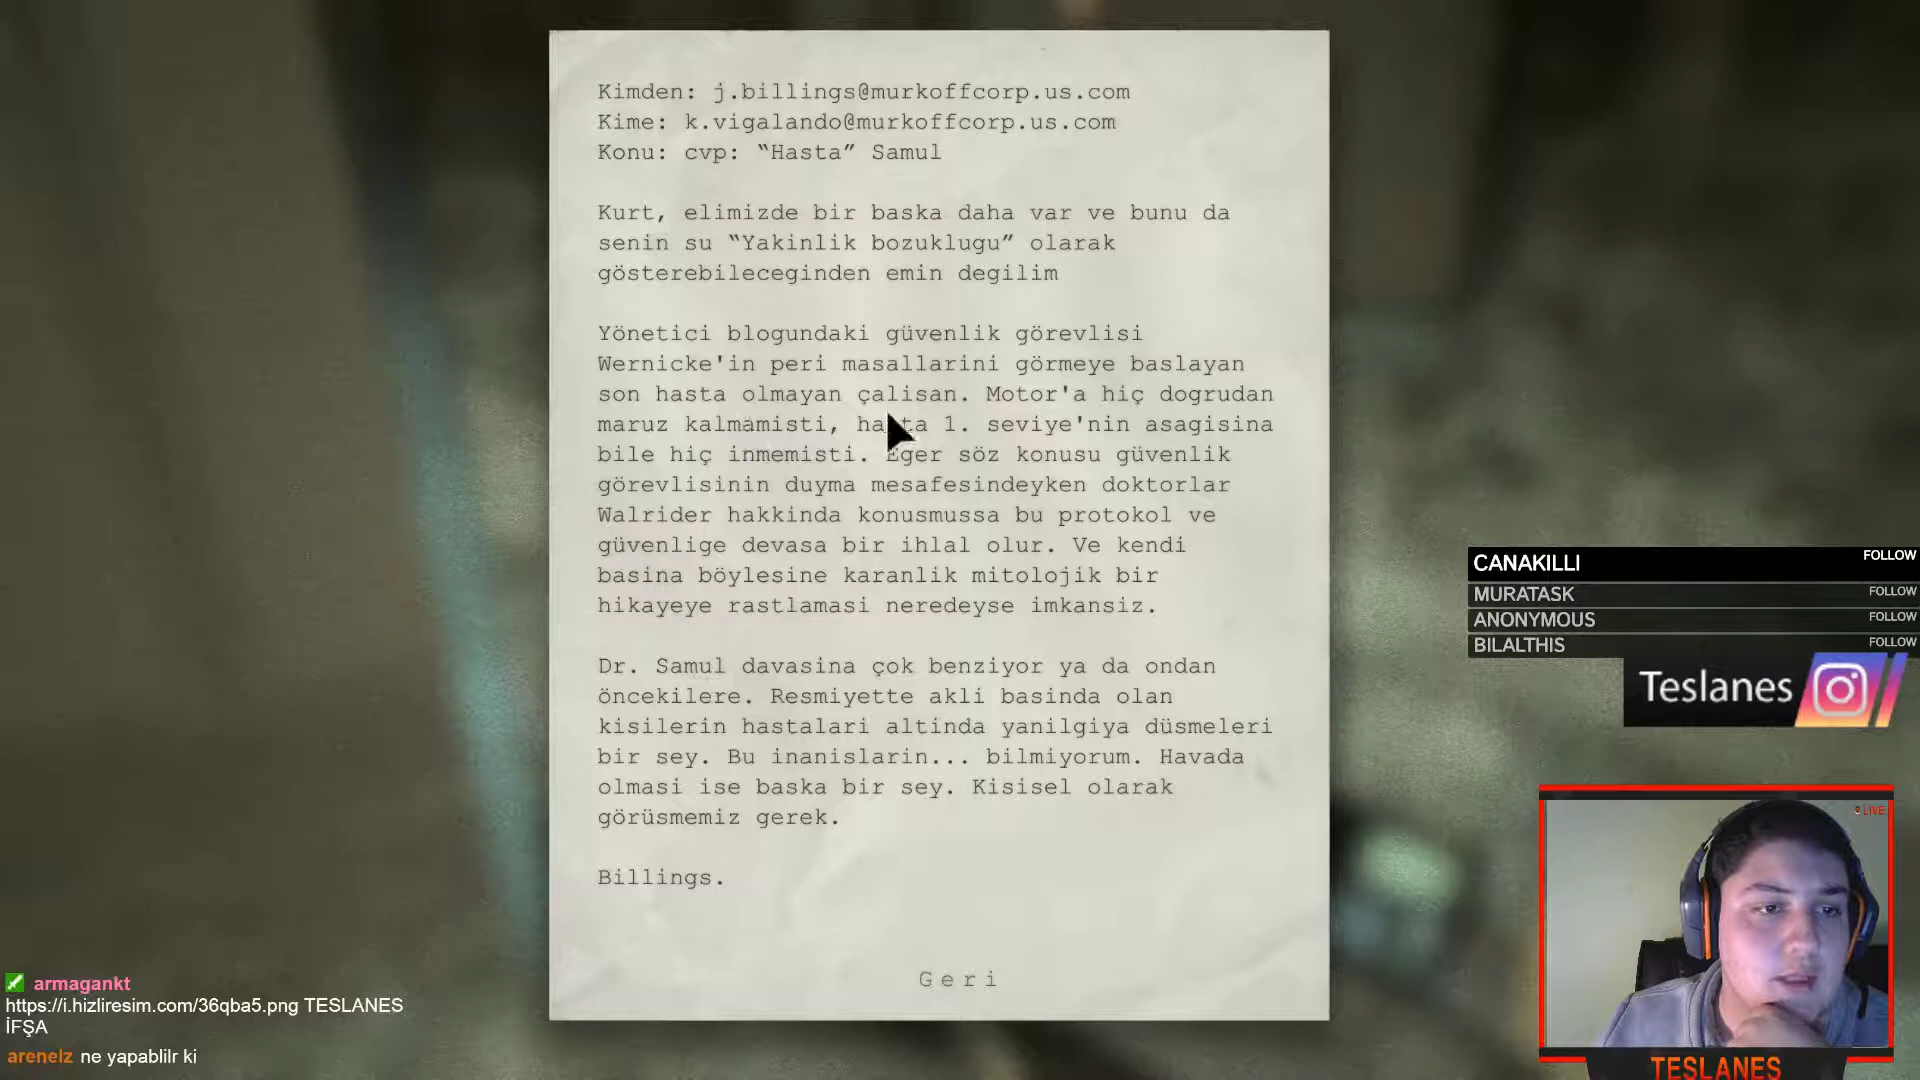 Kimden: j.billings@murkoffcorp.us.com
Kime: k.vigalando@murkoffcorp.us.com
Konu: cvp: “Hasta” Samul
Kurt, elimizde bir baska daha var ve bunu da
senin su “Yakinlik bozuklugu” olarak
gösterebileceginden emin degilim
Yönetici blogundaki güvenlik görevlisi
Wernicke'in peri masallarini görmeye baslayan
son hasta olmayan çalisan. Motor'a hiç dogrudan
maruz kalmamisti, hatta 1. seviye'nin asagisina
bile hiç inmemisti. Eger söz konusu güvenlik
görevlisinin duyma mesafesindeyken doktorlar
Walrider hakkinda konusmussa bu protokol ve
güvenlige devasa bir ihlal olur. Ve kendi
basina böylesine karanlik mitolojik bir
hikayeye rastlamasi neredeyse imkansiz.
Dr. Samul davasina çok benziyor ya da ondan
öncekilere. Resmiyette akli basinda olan
kisilerin hastalari altinda yanilgiya düsmeleri
bir sey. Bu inanislarin... bilmiyorum. Havada
olmasi ise baska bir sey. Kisisel olarak
görüsmemiz gerek.
Billings.
Geri
CANAKILLI FOLLOW
MURATASK FOLLOW
ANONYMOUS FOLLOW
BILALTHIS FOLLOW
Teslanes
LIVE
TESLANES
armagankt
https://i.hizliresim.com/36qba5.png TESLANES
İFŞA
arenelz ne yapablilr ki